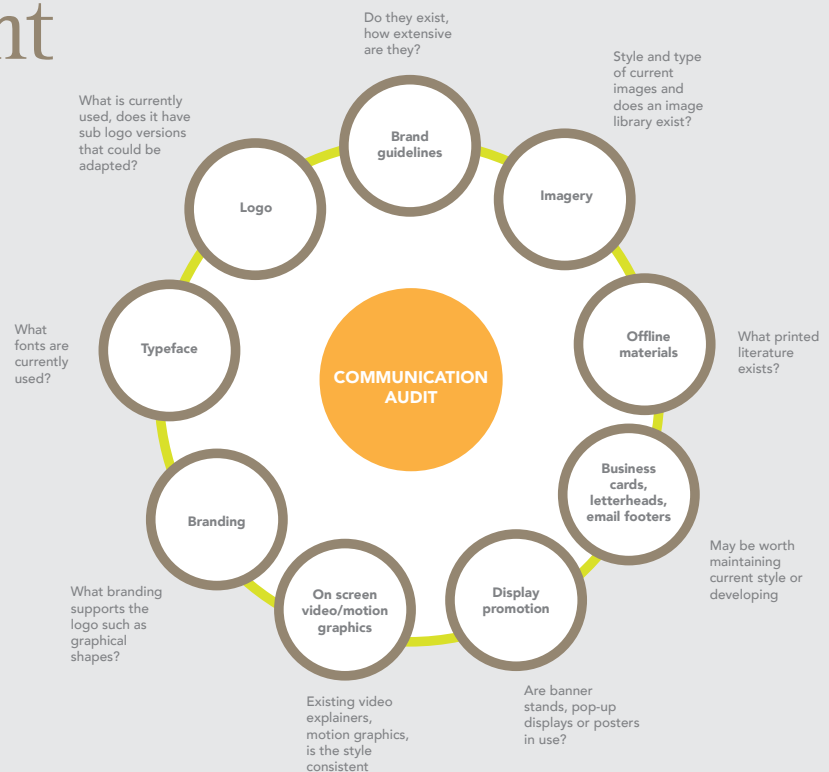 nt
Do they exist,
how extensive
are they?
Brand
guidelines
Style and type
of current
images and
does an image
library exist?
Imagery
Offline
materials
What printed
literature
exists?
Business
cards,
letterheads,
email footers
May be worth
maintaining
current style or
developing
Display
promotion
Are banner
stands, pop-up
displays or posters
in use?
On screen
video/motion
graphics
Existing video
explainers,
motion graphics,
is the style
consistent
Branding
What branding
supports the
logo such as
graphical
shapes?
Typeface
What
fonts are
currently
used?
Logo
What is currently
used, does it have
sub logo versions
that could be
adapted?
COMMUNICATION
AUDIT